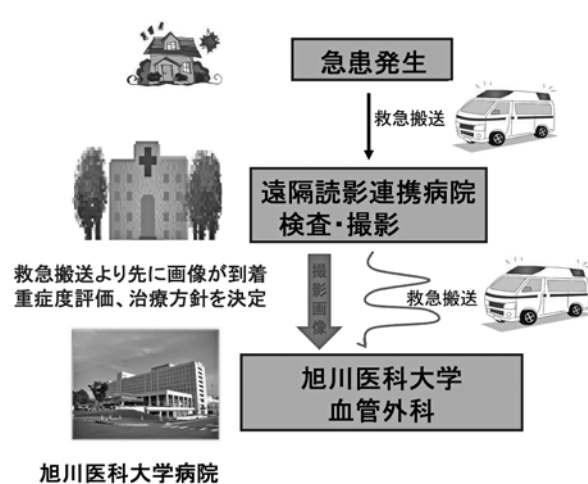 急患発生
救急搬送
遠隔読影連携病院
検査・撮影
救急搬送より先に画像が到着
重症度評価、治療方針を決定
撮影画像
救急搬送
旭川医科大学
血管外科
旭川医科大学病院